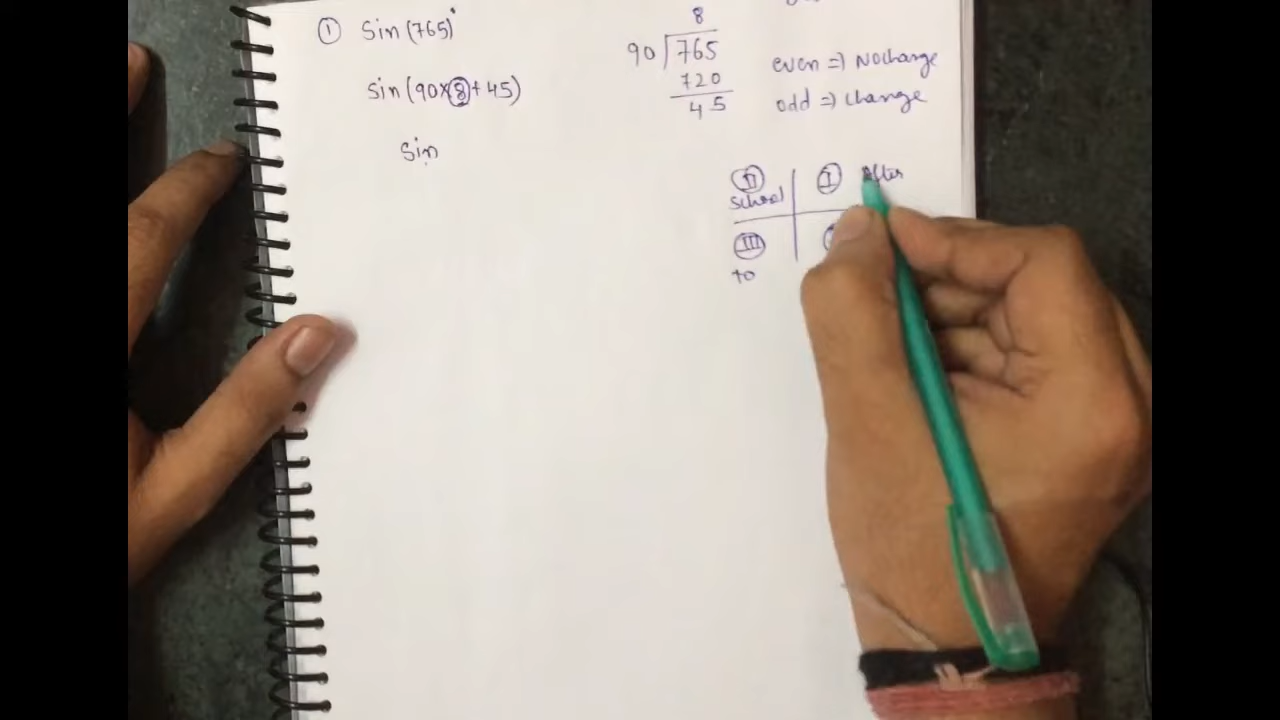 ① Sin (765)°
sin (90×8+45)
Sin
8
90 765
720
45
even => No change
odd => change
II I After
School
III
to